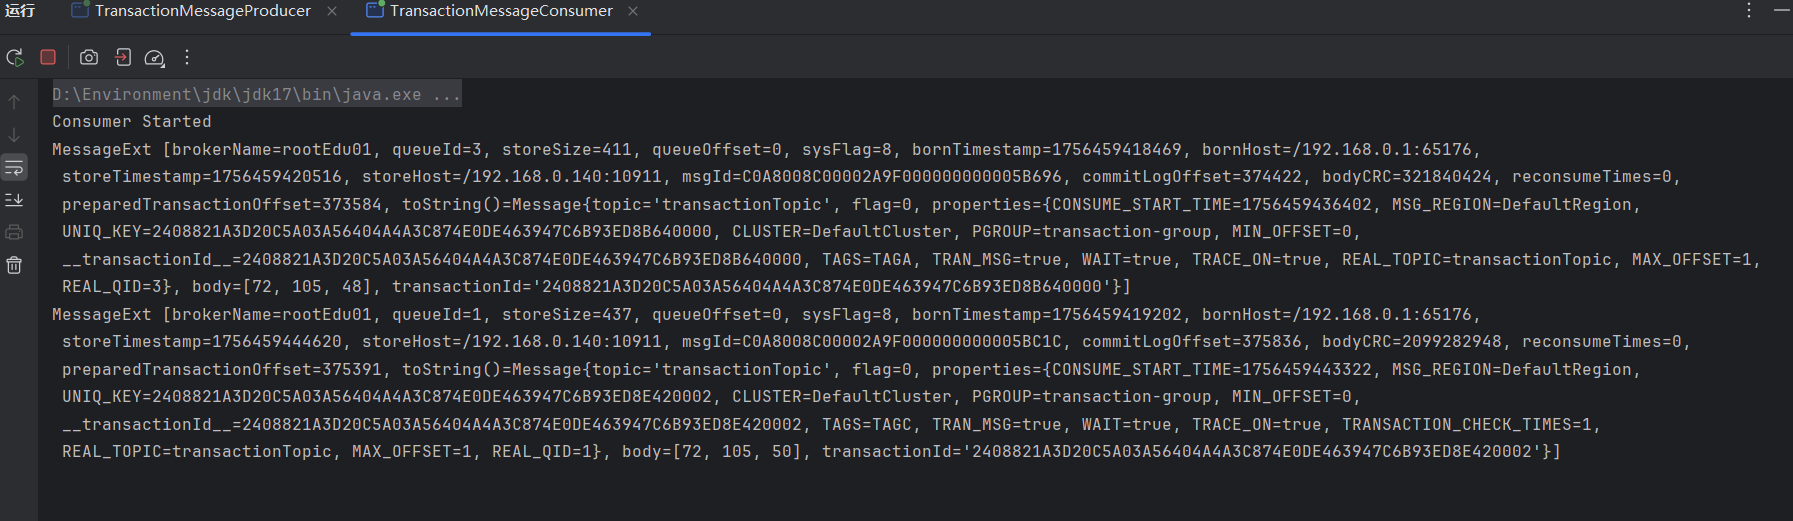 运行 TransactionMessageProducer TransactionMessageConsumer
D:\Environment\jdk\jdk17\bin\java.exe ...
Consumer Started
MessageExt [brokerName=rootEdu01, queueId=3, storeSize=411, queueOffset=0, sysFlag=8, bornTimestamp=1756459418469, bornHost=/192.168.0.1:65176,
storeTimestamp=1756459420516, storeHost=/192.168.0.140:10911, msgId=C0A8008C00002A9F000000000005B696, commitLogOffset=374422, bodyCRC=321840424, reconsumeTimes=0,
preparedTransactionOffset=373584, toString()=Message{topic='transactionTopic', flag=0, properties={CONSUME_START_TIME=1756459436402, MSG_REGION=DefaultRegion,
UNIQ_KEY=2408821A3D20C5A03A56404A4A3C874E0DE463947C6B93ED8B640000, CLUSTER=DefaultCluster, PGROUP=transaction-group, MIN_OFFSET=0,
__transactionId__=2408821A3D20C5A03A56404A4A3C874E0DE463947C6B93ED8B640000, TAGS=TAGA, TRAN_MSG=true, WAIT=true, TRACE_ON=true, REAL_TOPIC=transactionTopic, MAX_OFFSET=1,
REAL_QID=3}, body=[72, 105, 48], transactionId='2408821A3D20C5A03A56404A4A3C874E0DE463947C6B93ED8B640000'}]
MessageExt [brokerName=rootEdu01, queueId=1, storeSize=437, queueOffset=0, sysFlag=8, bornTimestamp=1756459419202, bornHost=/192.168.0.1:65176,
storeTimestamp=1756459444620, storeHost=/192.168.0.140:10911, msgId=C0A8008C00002A9F000000000005BC1C, commitLogOffset=375836, bodyCRC=2099282948, reconsumeTimes=0,
preparedTransactionOffset=375391, toString()=Message{topic='transactionTopic', flag=0, properties={CONSUME_START_TIME=1756459443322, MSG_REGION=DefaultRegion,
UNIQ_KEY=2408821A3D20C5A03A56404A4A3C874E0DE463947C6B93ED8E420002, CLUSTER=DefaultCluster, PGROUP=transaction-group, MIN_OFFSET=0,
__transactionId__=2408821A3D20C5A03A56404A4A3C874E0DE463947C6B93ED8E420002, TAGS=TAGC, TRAN_MSG=true, WAIT=true, TRACE_ON=true, TRANSACTION_CHECK_TIMES=1,
REAL_TOPIC=transactionTopic, MAX_OFFSET=1, REAL_QID=1}, body=[72, 105, 50], transactionId='2408821A3D20C5A03A56404A4A3C874E0DE463947C6B93ED8E420002'}]